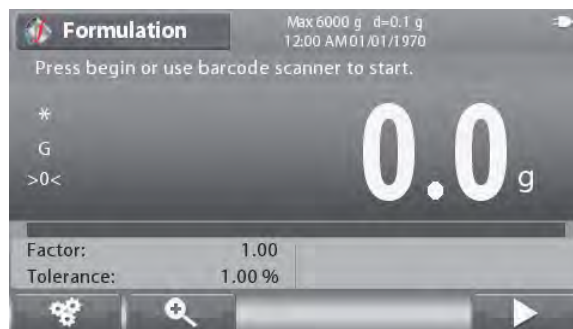 Formulation
Max 6000 g d=0.1 g
12:00 AM 01/01/1970
Press begin or use barcode scanner to start.
*
G
>0<
0.0 g
Factor: 1.00
Tolerance: 1.00 %